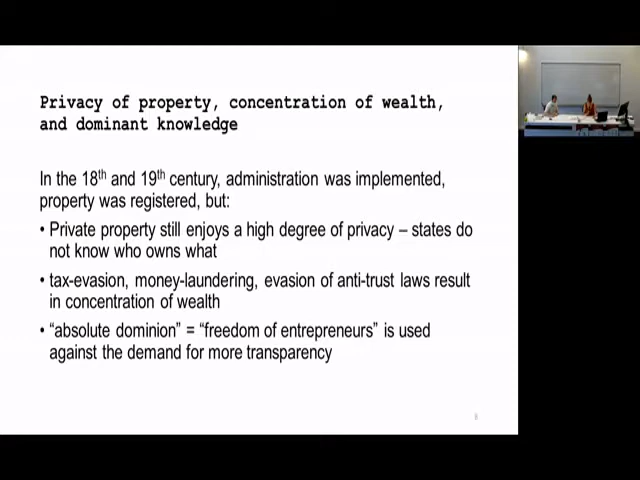 Privacy of property, concentration of wealth,
and dominant knowledge
In the 18th and 19th century, administration was implemented,
property was registered, but:
• Private property still enjoys a high degree of privacy – states do
not know who owns what
• tax-evasion, money-laundering, evasion of anti-trust laws result
in concentration of wealth
• “absolute dominion” = “freedom of entrepreneurs” is used
against the demand for more transparency